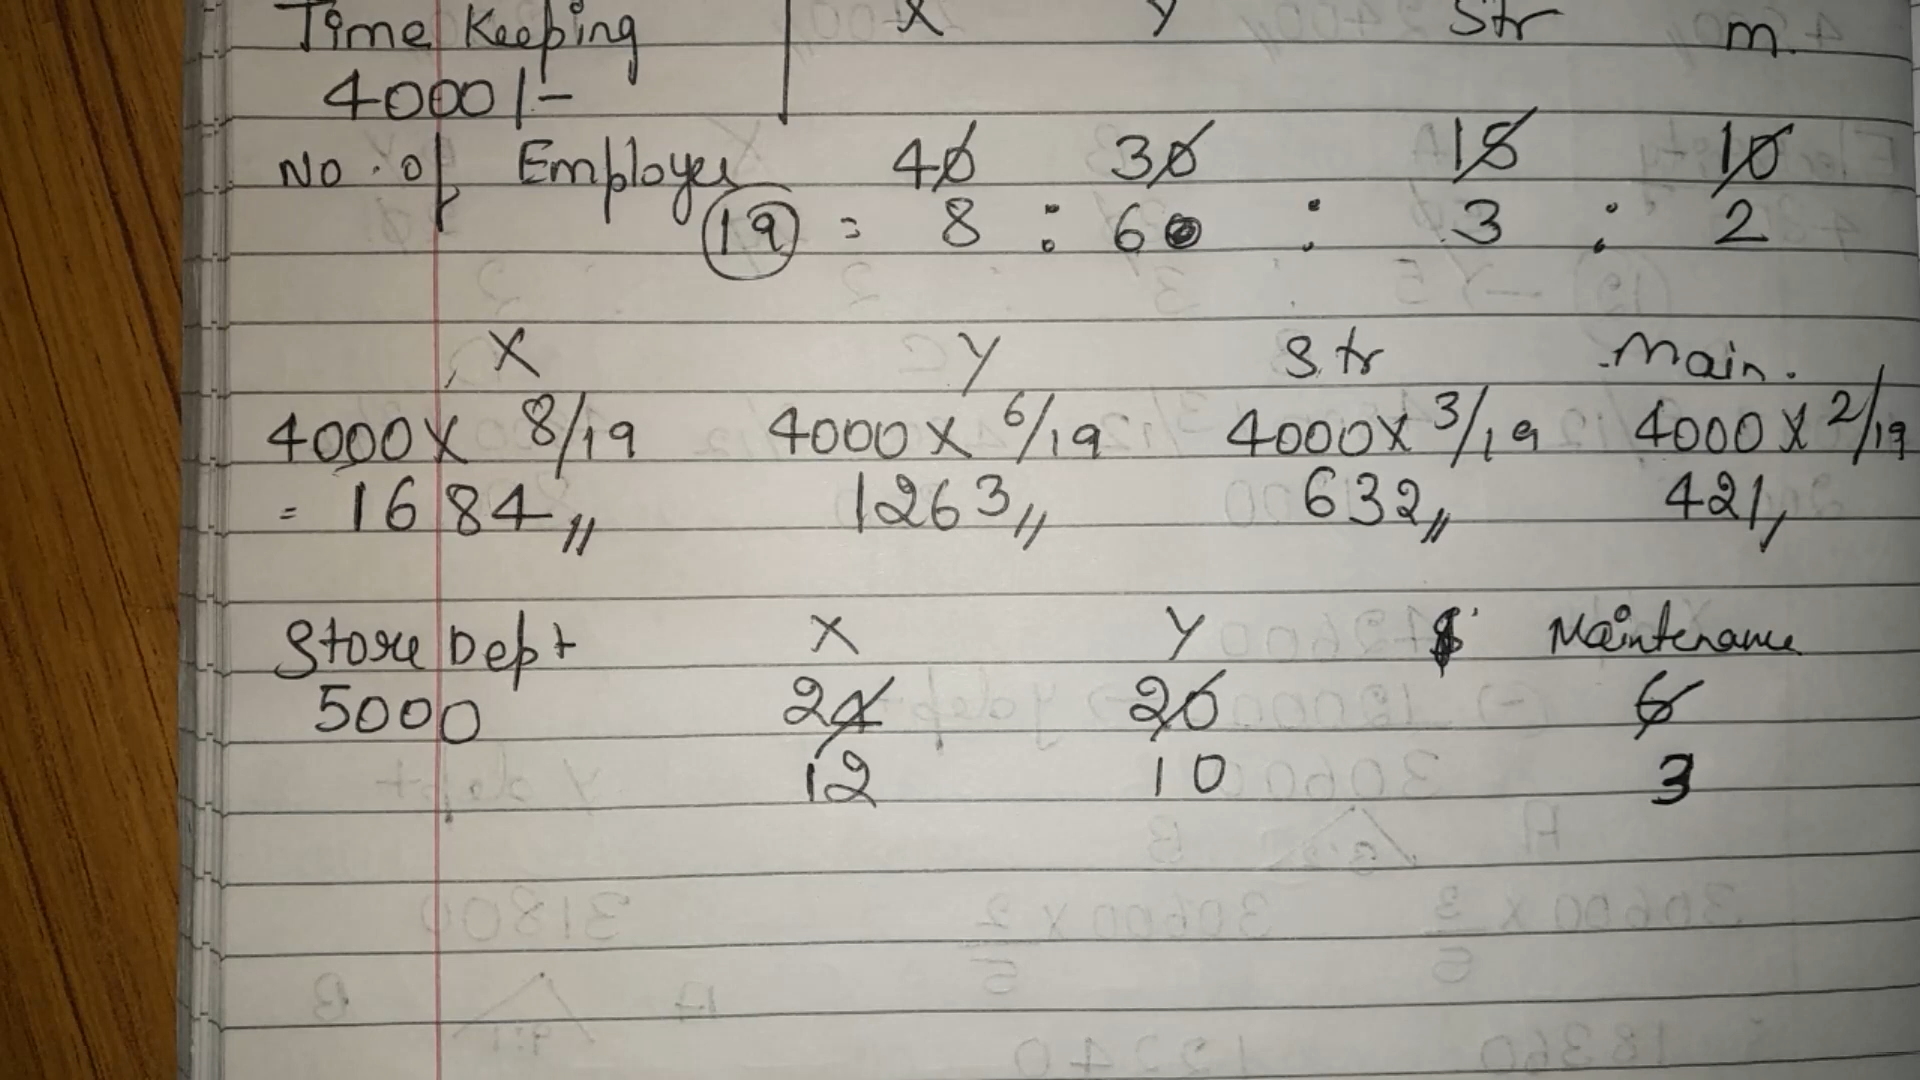 Time Keeping X Y Str m.
4000/-
No. of Employee 40 30 15 10
19 = 8 : 6 : 3 : 2
X Y Str Main.
4000 X 8/19 4000 X 6/19 4000 X 3/19 4000 X 2/19
= 1684,, 1263,, 632,, 421,
Store Dept X Y Maintenance
5000 24 20 6
12 10 3